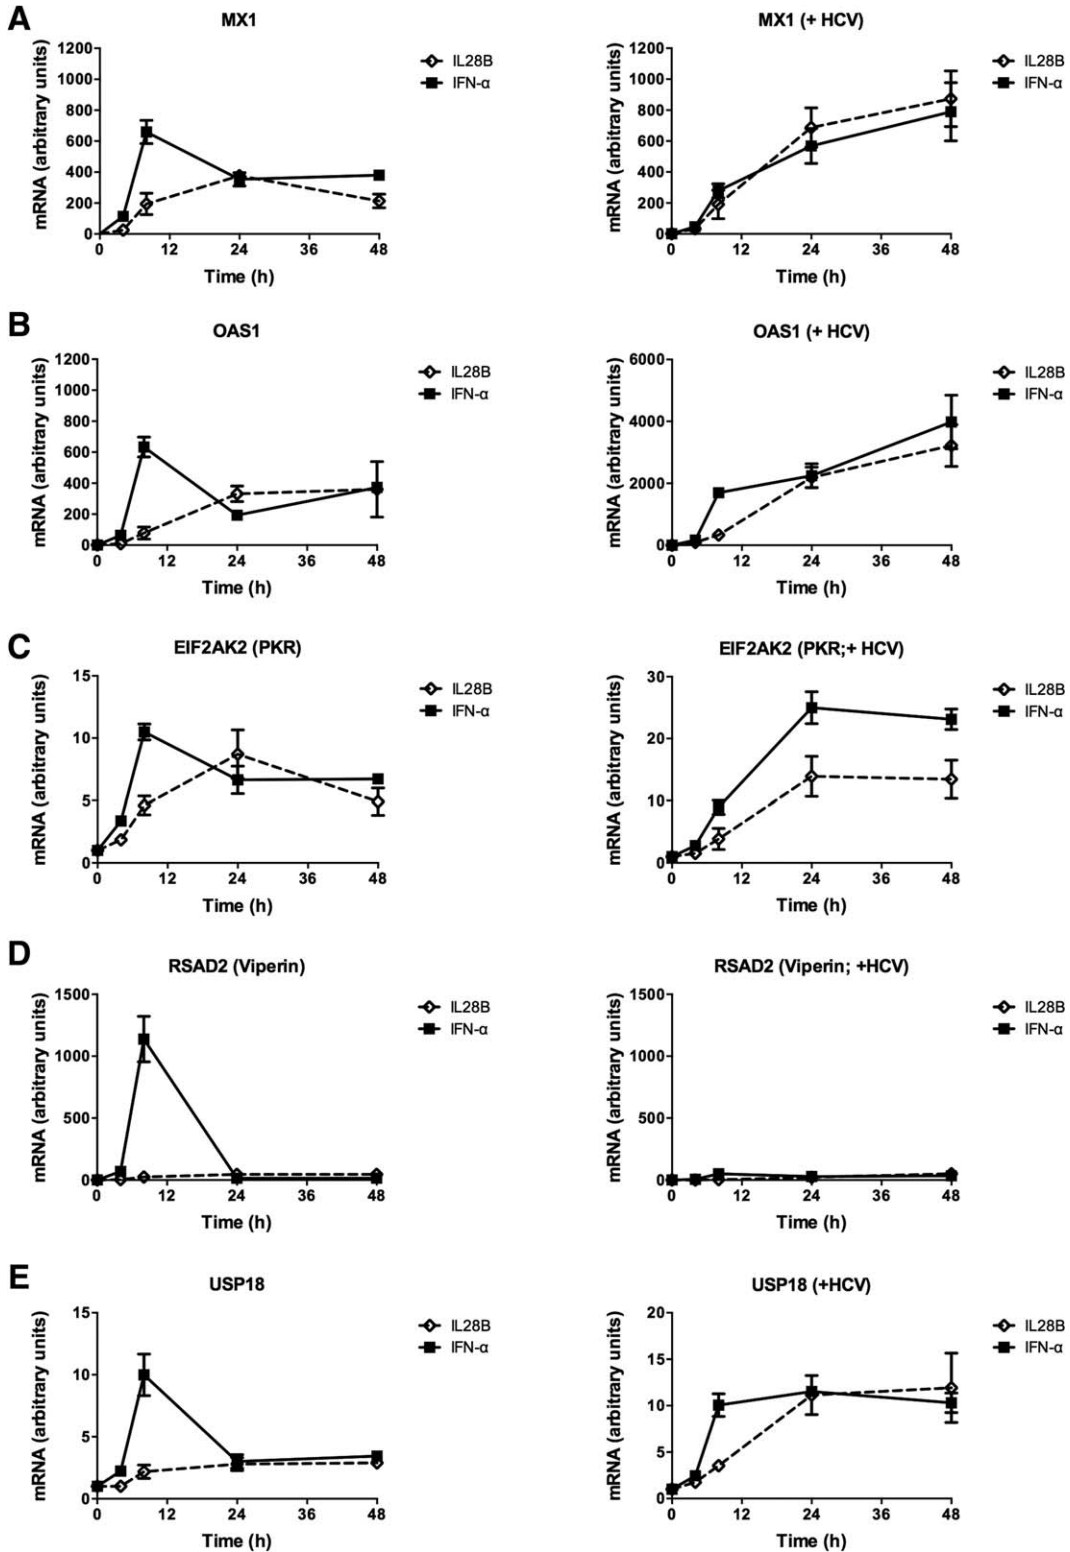 A
MX1
mRNA (arbitrary units)
1200
1000
800
600
400
200
0
0 12 24 36 48
Time (h)
IL28B
IFN-α
MX1 (+ HCV)
mRNA (arbitrary units)
1200
1000
800
600
400
200
0
0 12 24 36 48
Time (h)
IL28B
IFN-α
B
OAS1
mRNA (arbitrary units)
1200
1000
800
600
400
200
0
0 12 24 36 48
Time (h)
IL28B
IFN-α
OAS1 (+ HCV)
mRNA (arbitrary units)
6000
4000
2000
0
0 12 24 36 48
Time (h)
IL28B
IFN-α
C
EIF2AK2 (PKR)
mRNA (arbitrary units)
15
10
5
0
0 12 24 36 48
Time (h)
IL28B
IFN-α
EIF2AK2 (PKR;+ HCV)
mRNA (arbitrary units)
30
20
10
0
0 12 24 36 48
Time (h)
IL28B
IFN-α
D
RSAD2 (Viperin)
mRNA (arbitrary units)
1500
1000
500
0
0 12 24 36 48
Time (h)
IL28B
IFN-α
RSAD2 (Viperin; +HCV)
mRNA (arbitrary units)
1500
1000
500
0
0 12 24 36 48
Time (h)
IL28B
IFN-α
E
USP18
mRNA (arbitrary units)
15
10
5
0
0 12 24 36 48
Time (h)
IL28B
IFN-α
USP18 (+HCV)
mRNA (arbitrary units)
20
15
10
5
0
0 12 24 36 48
Time (h)
IL28B
IFN-α